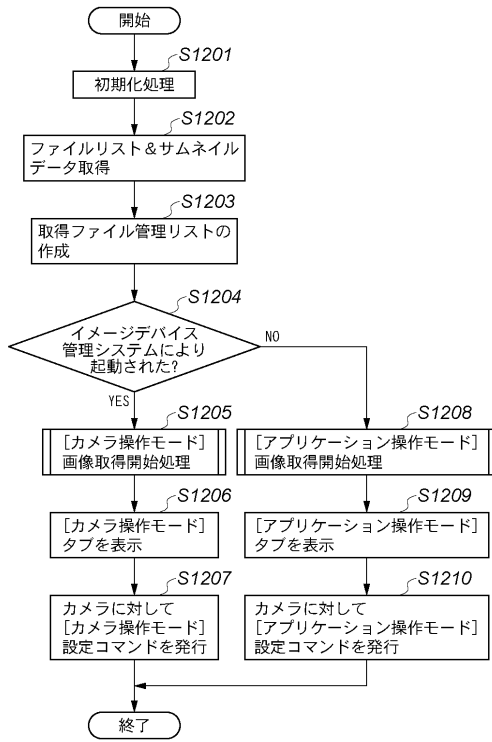 開始
S1201
初期化処理
S1202
ファイルリスト＆サムネイル
データ取得
S1203
取得ファイル管理リストの
作成
S1204
イメージデバイス
管理システムにより
起動された?
NO
YES
S1205
[カメラ操作モード]
画像取得開始処理
S1208
[アプリケーション操作モード]
画像取得開始処理
S1206
[カメラ操作モード]
タブを表示
S1209
[アプリケーション操作モード]
タブを表示
S1207
カメラに対して
[カメラ操作モード]
設定コマンドを発行
S1210
カメラに対して
[アプリケーション操作モード]
設定コマンドを発行
終了